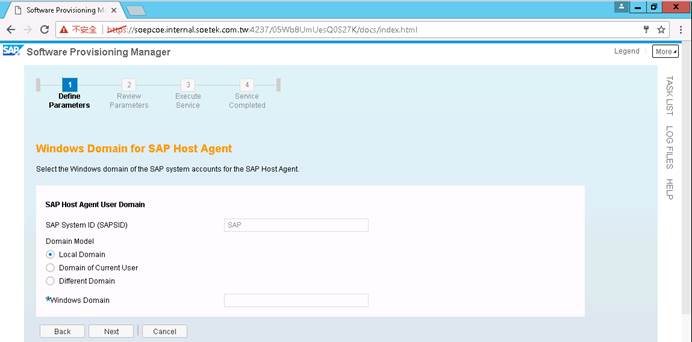 Software Provisioning M
不安全
https://saepcoe.internal.saetek.com.tw:4237/05Wb8UmUesQ0S27K/docs/index.html
SAP Software Provisioning Manager
Legend
More
1
2
3
4
Define Parameters
Review Parameters
Execute Service
Service Completed
Windows Domain for SAP Host Agent
Select the Windows domain of the SAP system accounts for the SAP Host Agent.
SAP Host Agent User Domain
SAP System ID (SAPSID)
SAP
Domain Model
Local Domain
Domain of Current User
Different Domain
*Windows Domain
Back
Next
Cancel
TASK LIST
LOG FILES
HELP